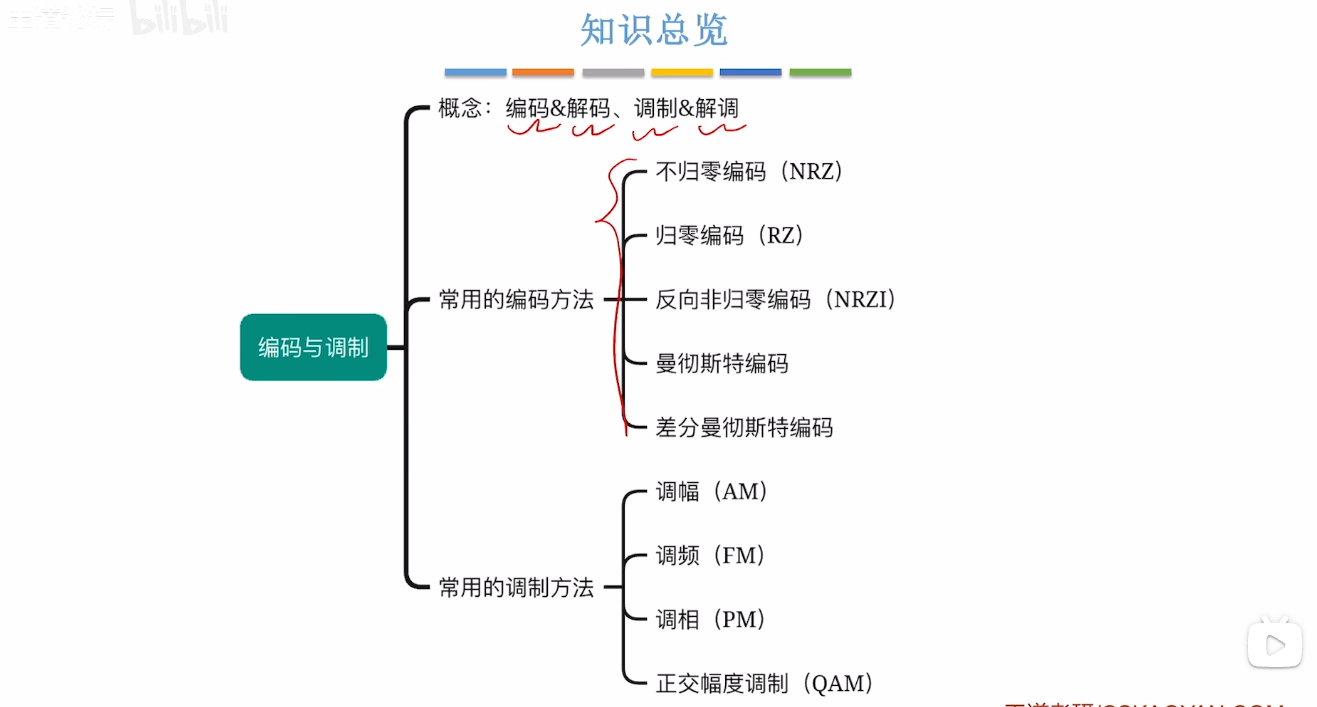 bilibili
知识总览
概念：编码&解码、调制&解调
不归零编码（NRZ）
归零编码（RZ）
常用的编码方法
反向非归零编码（NRZI）
编码与调制
曼彻斯特编码
差分曼彻斯特编码
调幅（AM）
调频（FM）
常用的调制方法
调相（PM）
正交幅度调制（QAM）